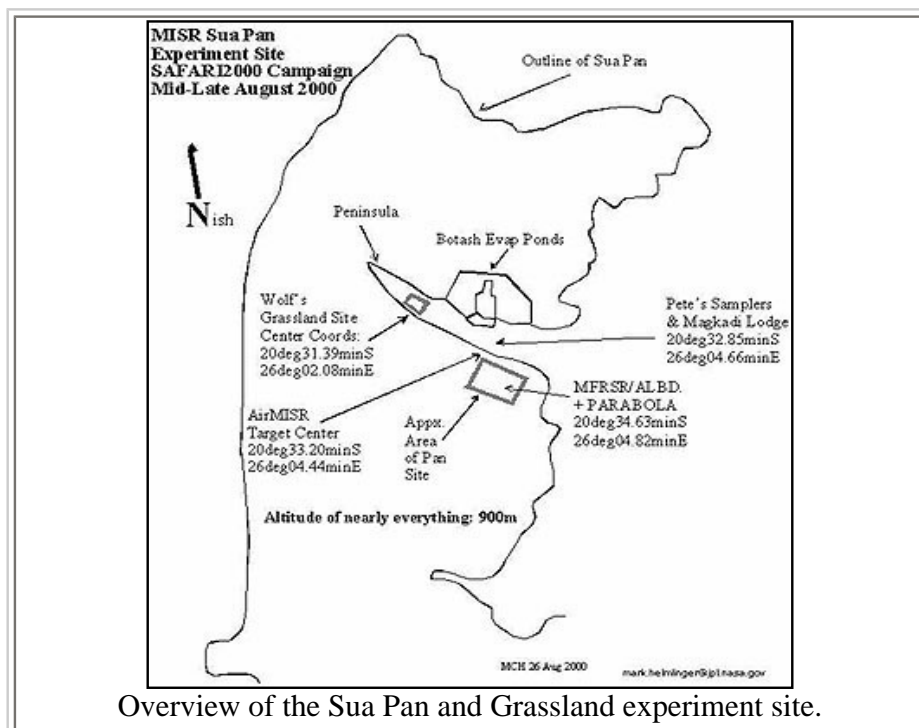 MISR Sua Pan
Experiment Site
SAFARI2000 Campaign
Mid-Late August 2000
Outline of Sua Pan
Nish
Peninsula
Botash Evap Ponds
Wolf's
Grassland Site
Center Coords:
20deg31.39minS
26deg02.08minE
Pete's Samplers
& Magkadi Lodge
20deg32.85minS
26deg04.66minE
AirMISR
Target Center
20deg33.20minS
26deg04.44minE
Appx.
Area
of Pan
Site
MFRSR/ALBD.
+ PARABOLA
20deg34.63minS
26deg04.82minE
Altitude of nearly everything: 900m
MCH 26 Aug 2000
mark.helmlinger@jpl.nasa.gov
Overview of the Sua Pan and Grassland experiment site.